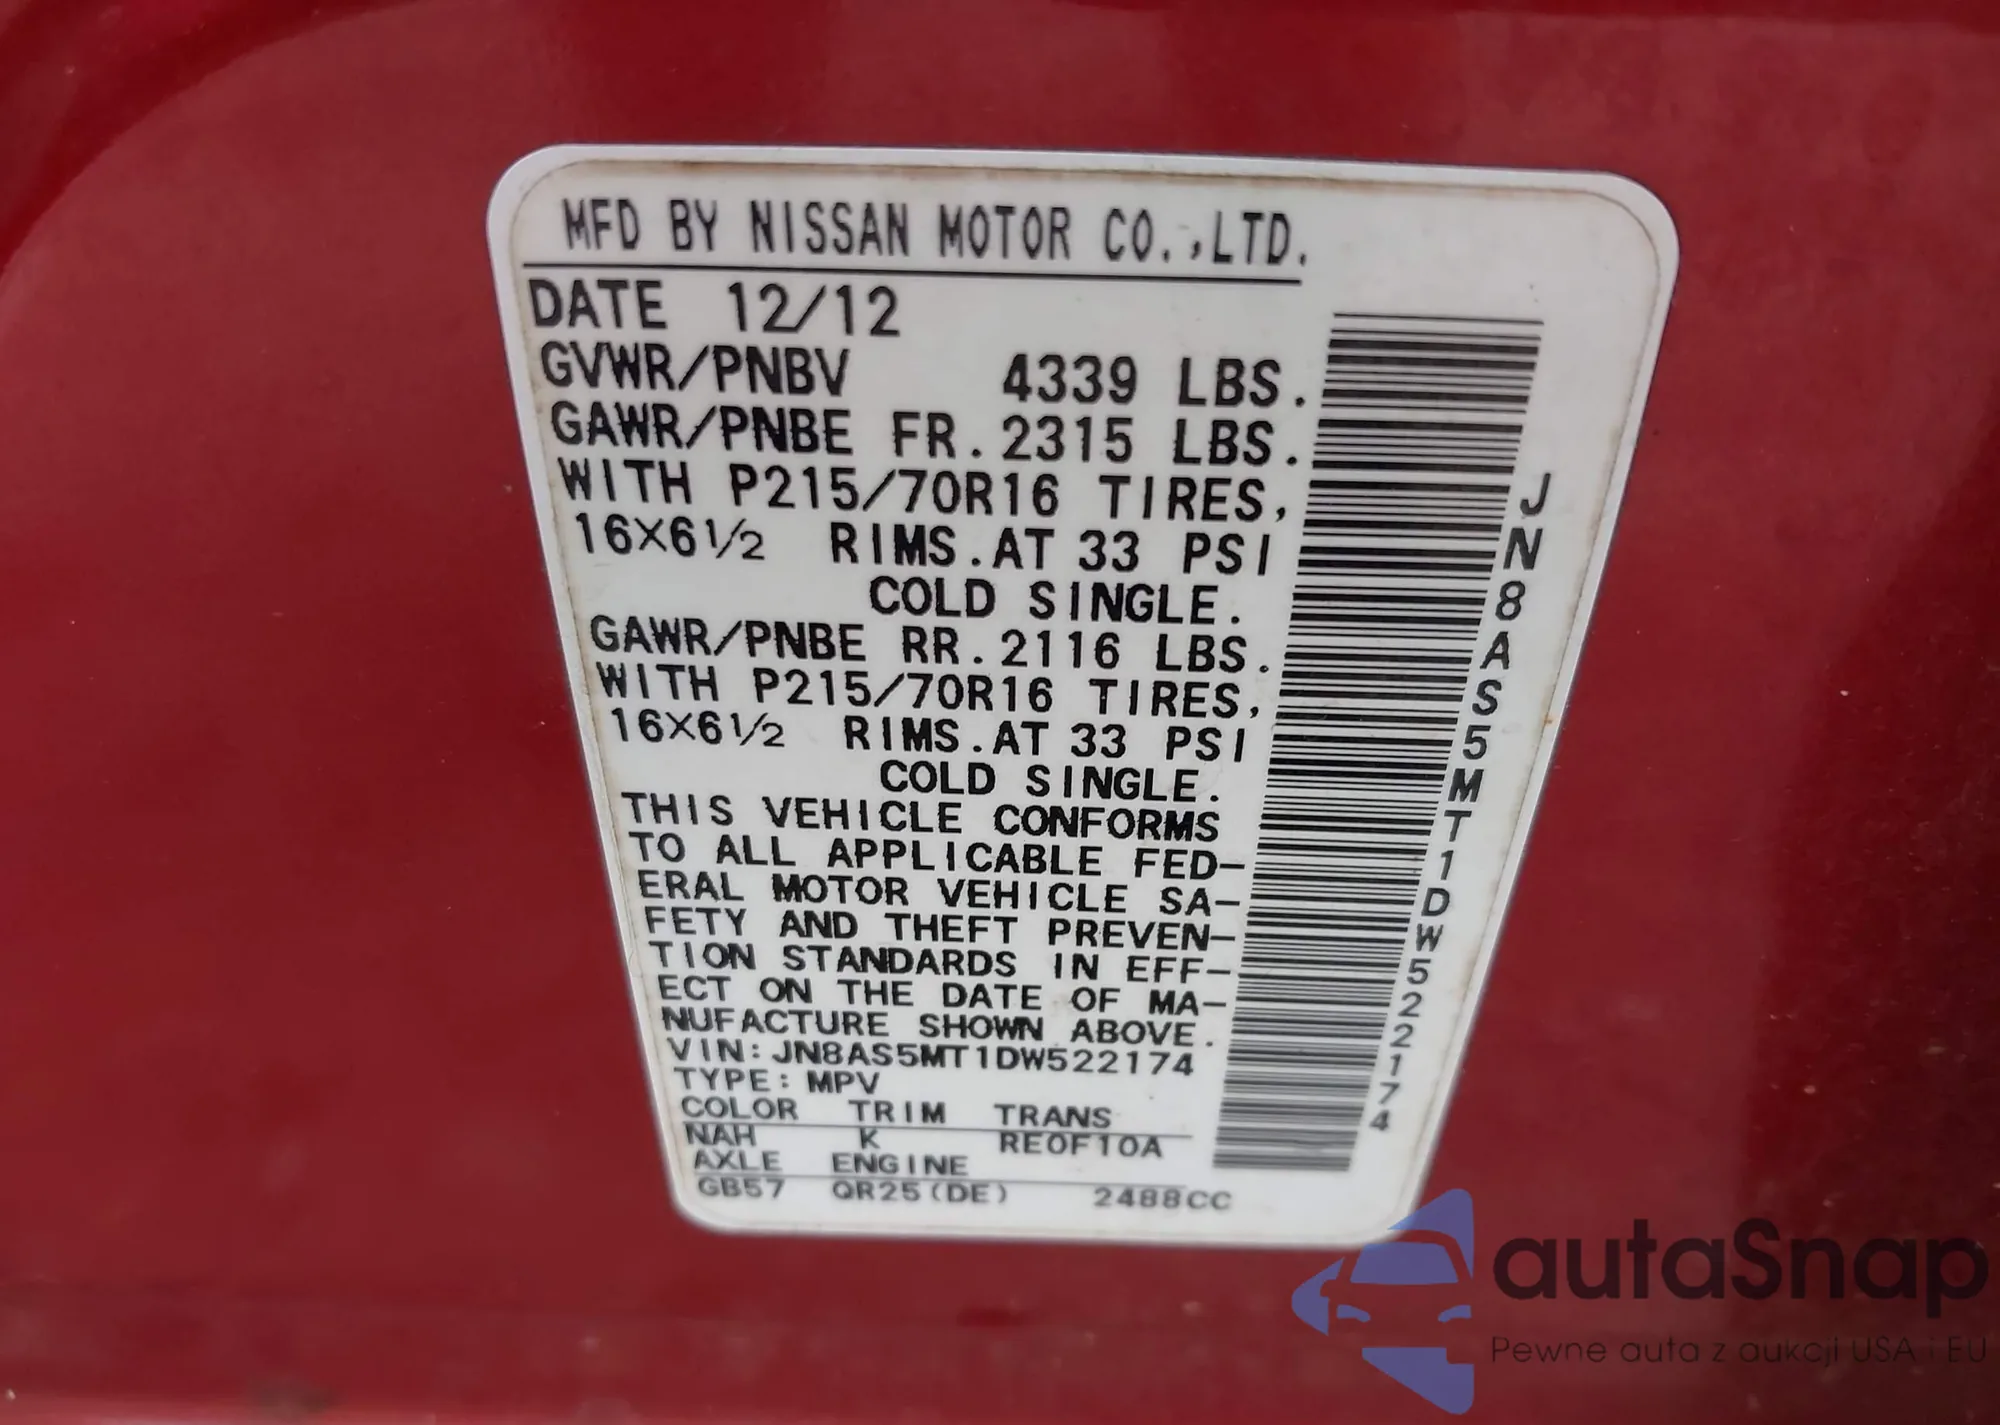 MFD BY NISSAN MOTOR CO.,LTD.
DATE 12/12
GVWR/PNBV 4339 LBS.
GAWR/PNBE FR.2315 LBS.
WITH P215/70R16 TIRES,
16X6 1/2 RIMS.AT 33 PSI
COLD SINGLE.
GAWR/PNBE RR.2116 LBS.
WITH P215/70R16 TIRES,
16X6 1/2 RIMS.AT 33 PSI
COLD SINGLE.
THIS VEHICLE CONFORMS
TO ALL APPLICABLE FED-
ERAL MOTOR VEHICLE SA-
FETY AND THEFT PREVEN-
TION STANDARDS IN EFF-
ECT ON THE DATE OF MA-
NUFACTURE SHOWN ABOVE.
VIN:JN8AS5MT1DW522174
TYPE:MPV
COLOR TRIM TRANS
NAH K RE0F10A
AXLE ENGINE
GB57 QR25(DE) 2488CC
JN8AS5MT1DW522174
autaSnap
Pewne auta z aukcji USA i EU